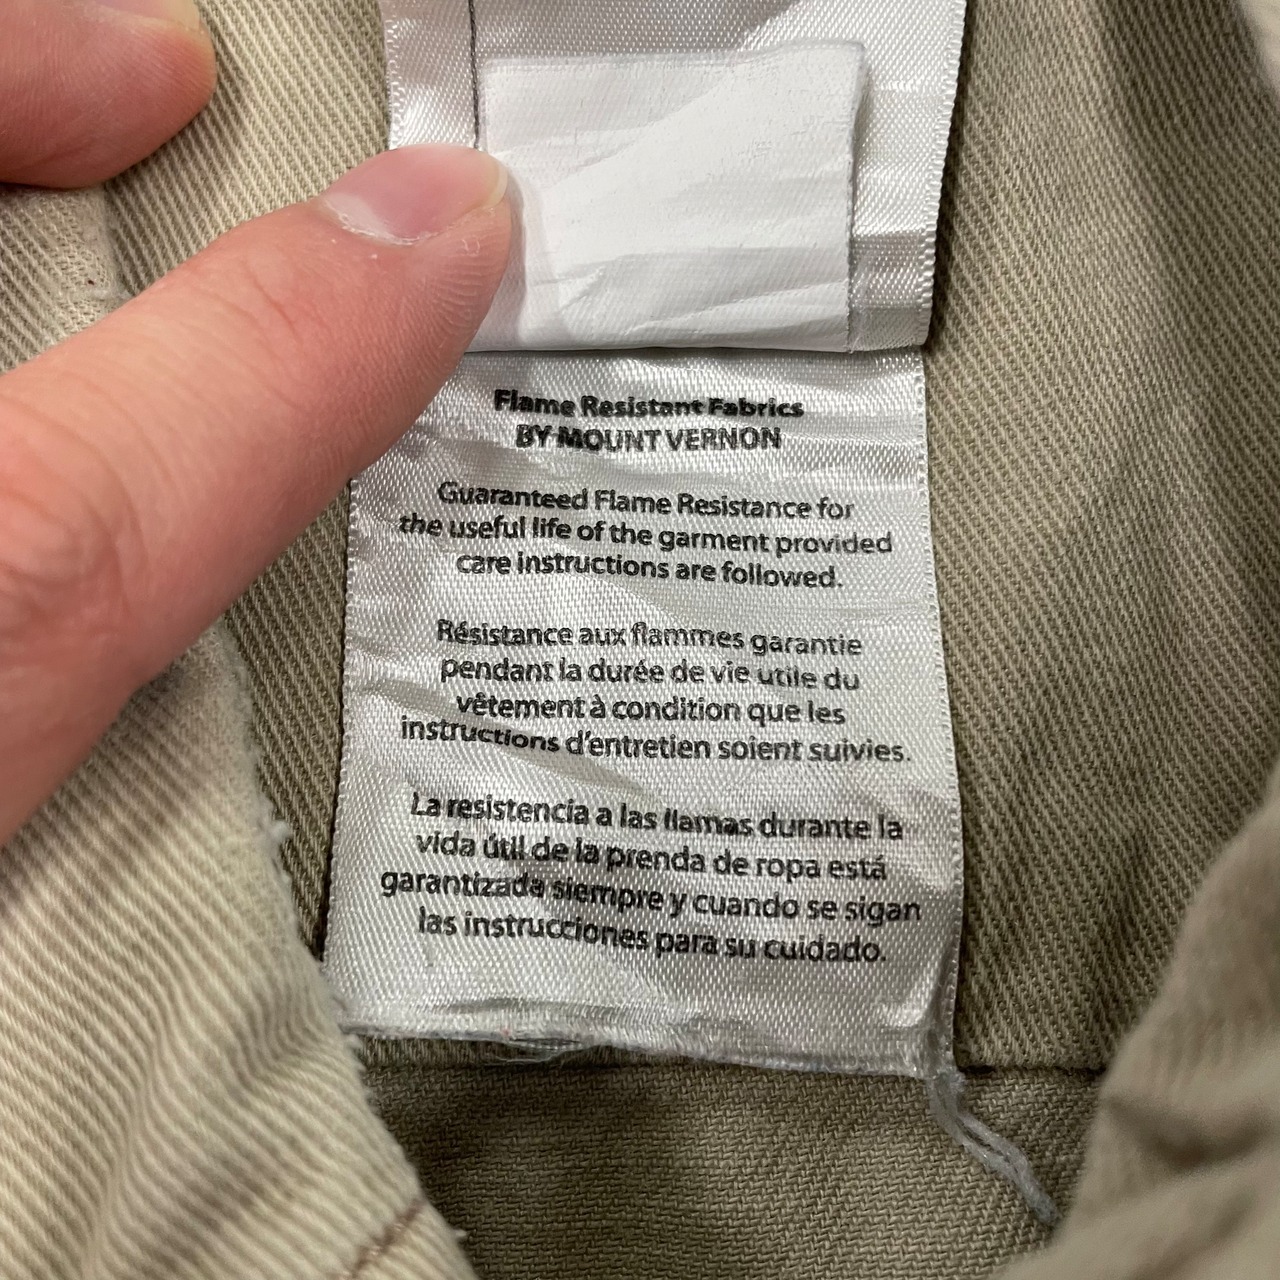 Flame Resistant Fabrics
BY MOUNT VERNON
Guaranteed Flame Resistance for
the useful life of the garment provided
care instructions are followed.
Résistance aux flammes garantie
pendant la durée de vie utile du
vêtement à condition que les
instructions d'entretien soient suivies.
La resistencia a las llamas durante la
vida útil de la prenda de ropa está
garantizada siempre y cuando se sigan
las instrucciones para su cuidado.